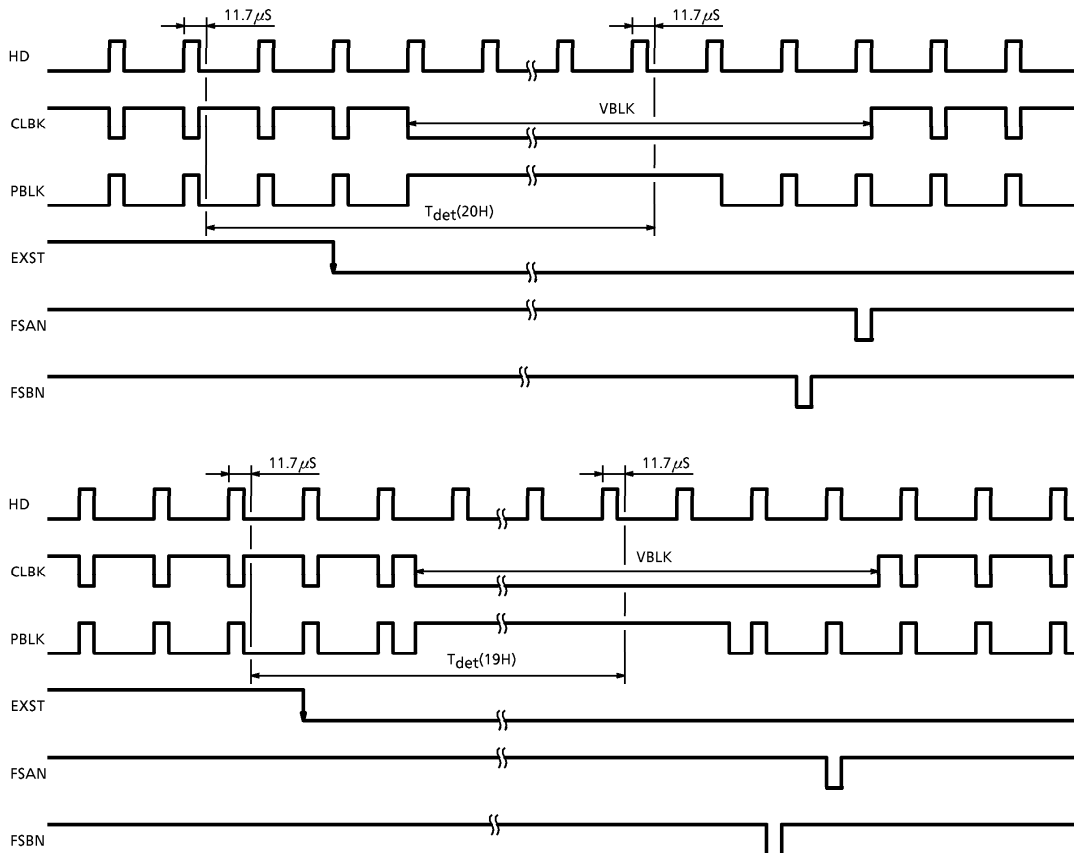 11.7μS 11.7μS
HD
CLBK VBLK
PBLK
Tdet(20H)
EXST
FSAN
FSBN
11.7μS 11.7μS
HD
CLBK VBLK
PBLK
Tdet(19H)
EXST
FSAN
FSBN